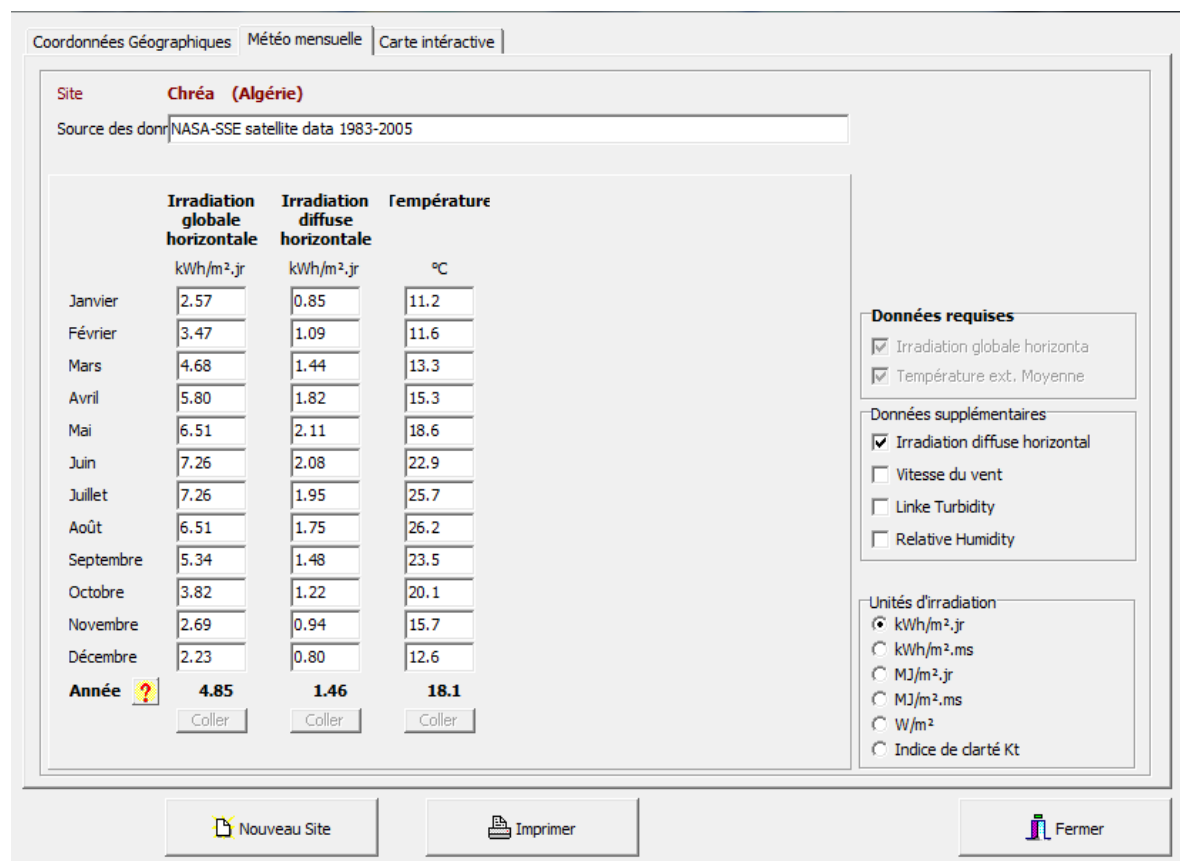 Coordonnées Géographiques Météo mensuelle Carte intéractive
Site Chréa (Algérie)
Source des donr NASA-SSE satellite data 1983-2005
Irradiation globale horizontale
Irradiation diffuse horizontale
Température
kWh/m².jr kWh/m².jr ºC
Janvier 2.57 0.85 11.2
Février 3.47 1.09 11.6
Mars 4.68 1.44 13.3
Avril 5.80 1.82 15.3
Mai 6.51 2.11 18.6
Juin 7.26 2.08 22.9
Juillet 7.26 1.95 25.7
Août 6.51 1.75 26.2
Septembre 5.34 1.48 23.5
Octobre 3.82 1.22 20.1
Novembre 2.69 0.94 15.7
Décembre 2.23 0.80 12.6
Année ? 4.85 1.46 18.1
Coller Coller Coller
Données requises
Irradiation globale horizonta
Température ext. Moyenne
Données supplémentaires
Irradiation diffuse horizontal
Vitesse du vent
Linke Turbidity
Relative Humidity
Unités d'irradiation
kWh/m².jr
kWh/m².ms
MJ/m².jr
MJ/m².ms
W/m²
Indice de clarté Kt
Nouveau Site Imprimer Fermer